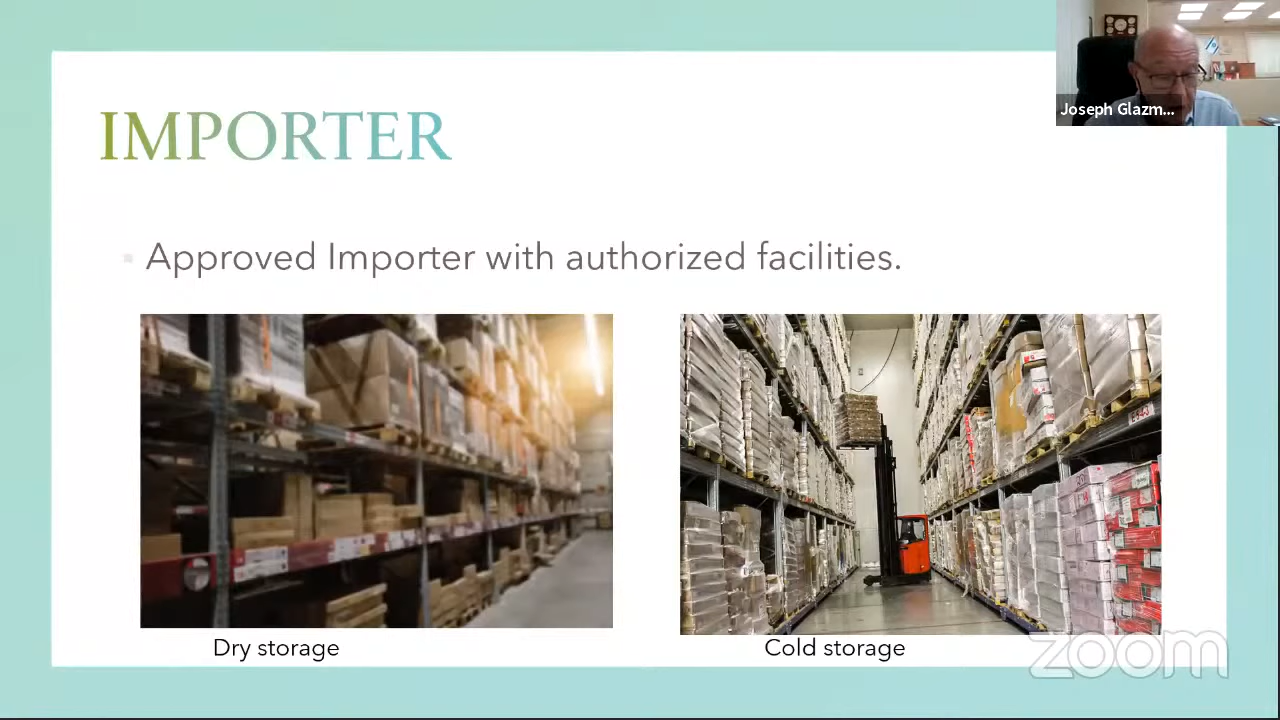 IMPORTER
Joseph Glazm...
Approved Importer with authorized facilities.
Dry storage
Cold storage
zoom